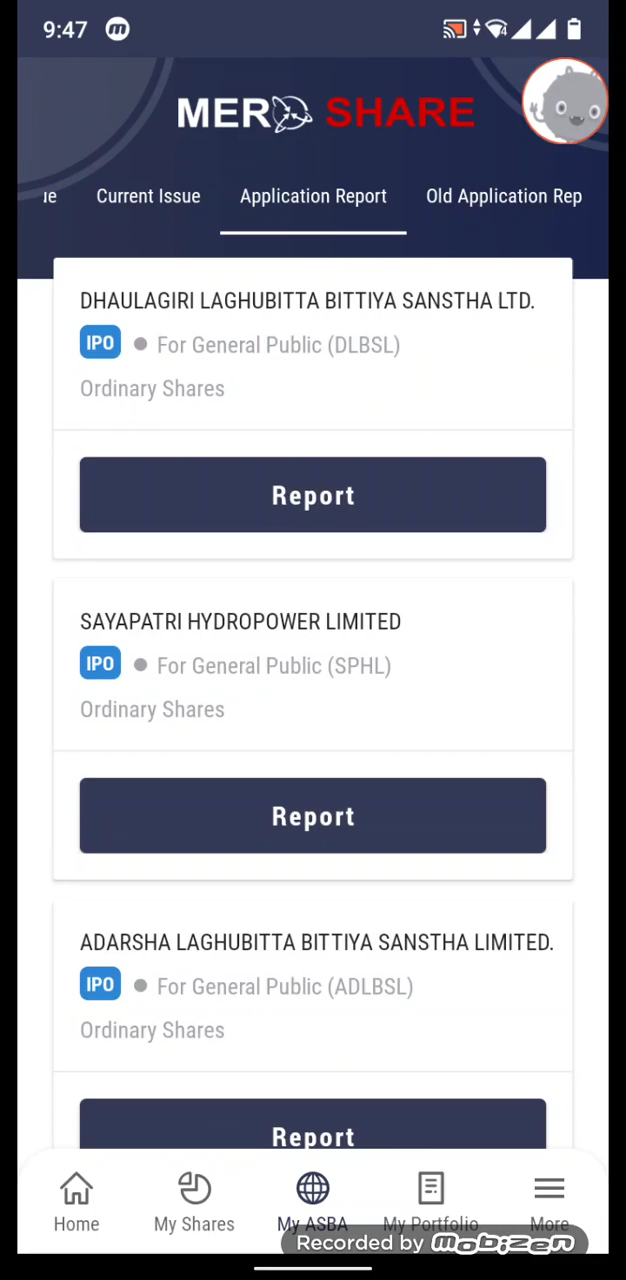 9:47
MERO SHARE
ue Current Issue Application Report Old Application Rep
DHAULAGIRI LAGHUBITTA BITTIYA SANSTHA LTD.
IPO For General Public (DLBSL)
Ordinary Shares
Report
SAYAPATRI HYDROPOWER LIMITED
IPO For General Public (SPHL)
Ordinary Shares
Report
ADARSHA LAGHUBITTA BITTIYA SANSTHA LIMITED.
IPO For General Public (ADLBSL)
Ordinary Shares
Report
Home My Shares My ASBA My Portfolio More
Recorded by mobizen